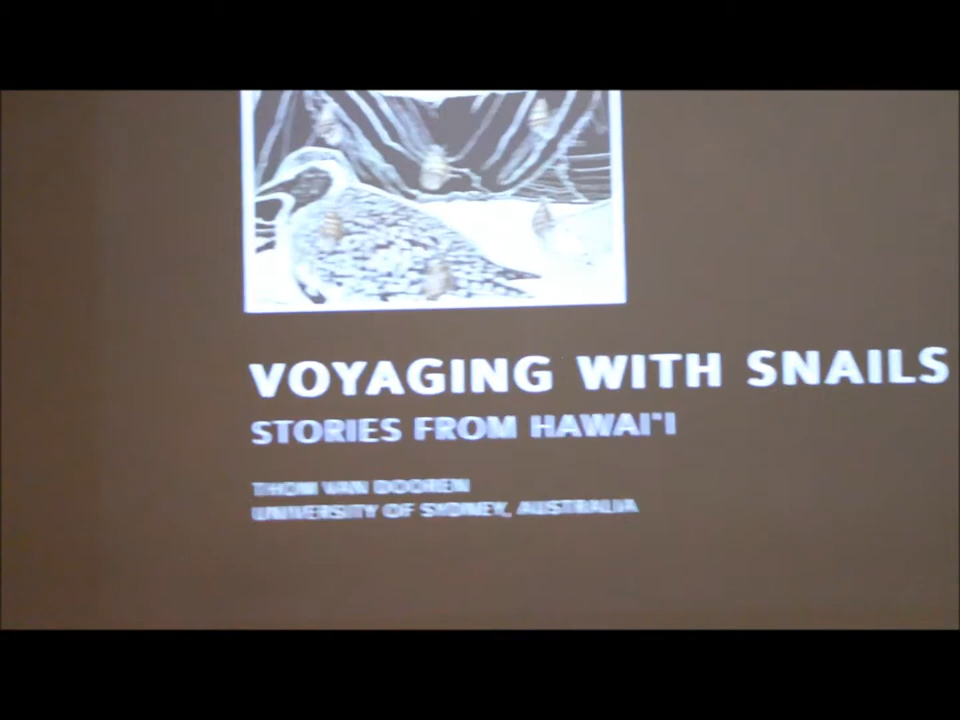 VOYAGING WITH SNAILS
STORIES FROM HAWAI'I
THOM VAN DOOREN
UNIVERSITY OF SYDNEY, AUSTRALIA